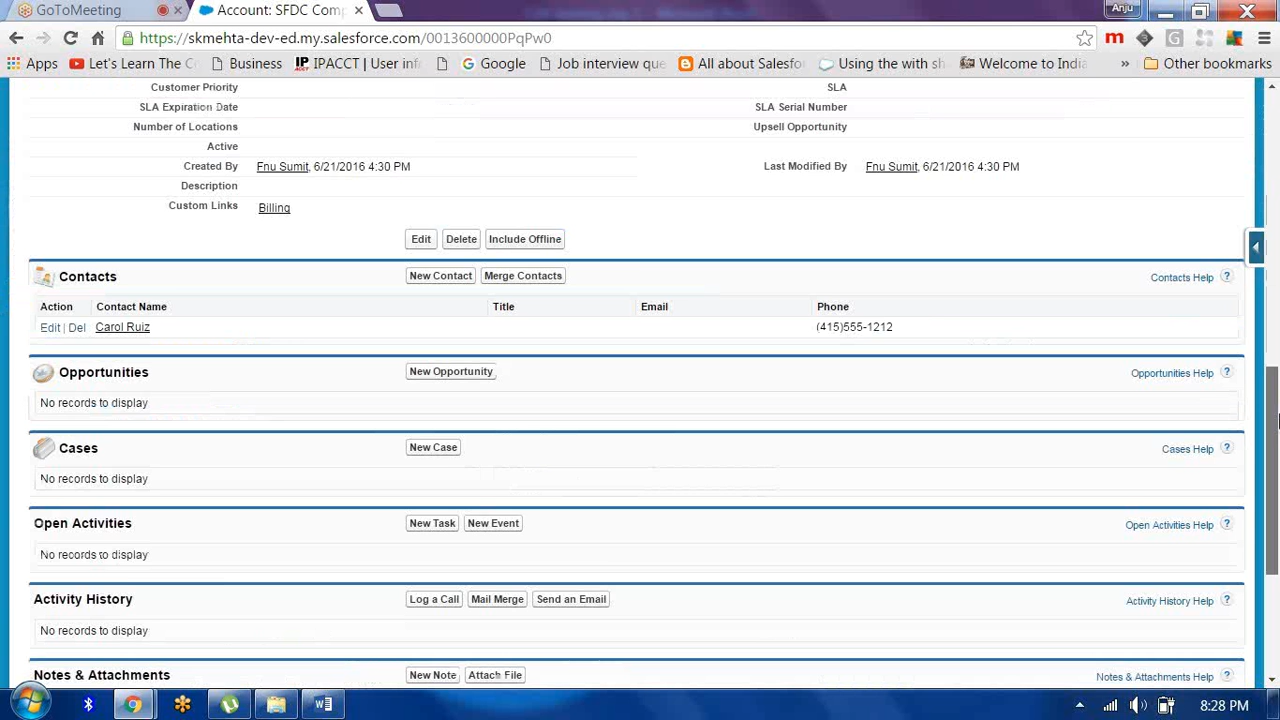 GoToMeeting
Account: SFDC Comp
Anju
https://skmehta-dev-ed.my.salesforce.com/0013600000PqPw0
Apps
Let's Learn The C
Business
IPACCT | User inf
Google
Job interview que
All about Salesfo
Using the with sh
Welcome to India
Other bookmarks
Customer Priority
SLA
SLA Expiration Date
SLA Serial Number
Number of Locations
Upsell Opportunity
Active
Created By Fnu Sumit, 6/21/2016 4:30 PM
Last Modified By Fnu Sumit, 6/21/2016 4:30 PM
Description
Custom Links Billing
Edit Delete Include Offline
Contacts New Contact Merge Contacts Contacts Help ?
Action Contact Name Title Email Phone
Edit | Del Carol Ruiz (415)555-1212
Opportunities New Opportunity Opportunities Help ?
No records to display
Cases New Case Cases Help ?
No records to display
Open Activities New Task New Event Open Activities Help ?
No records to display
Activity History Log a Call Mail Merge Send an Email Activity History Help ?
No records to display
Notes & Attachments New Note Attach File Notes & Attachments Help ?
8:28 PM